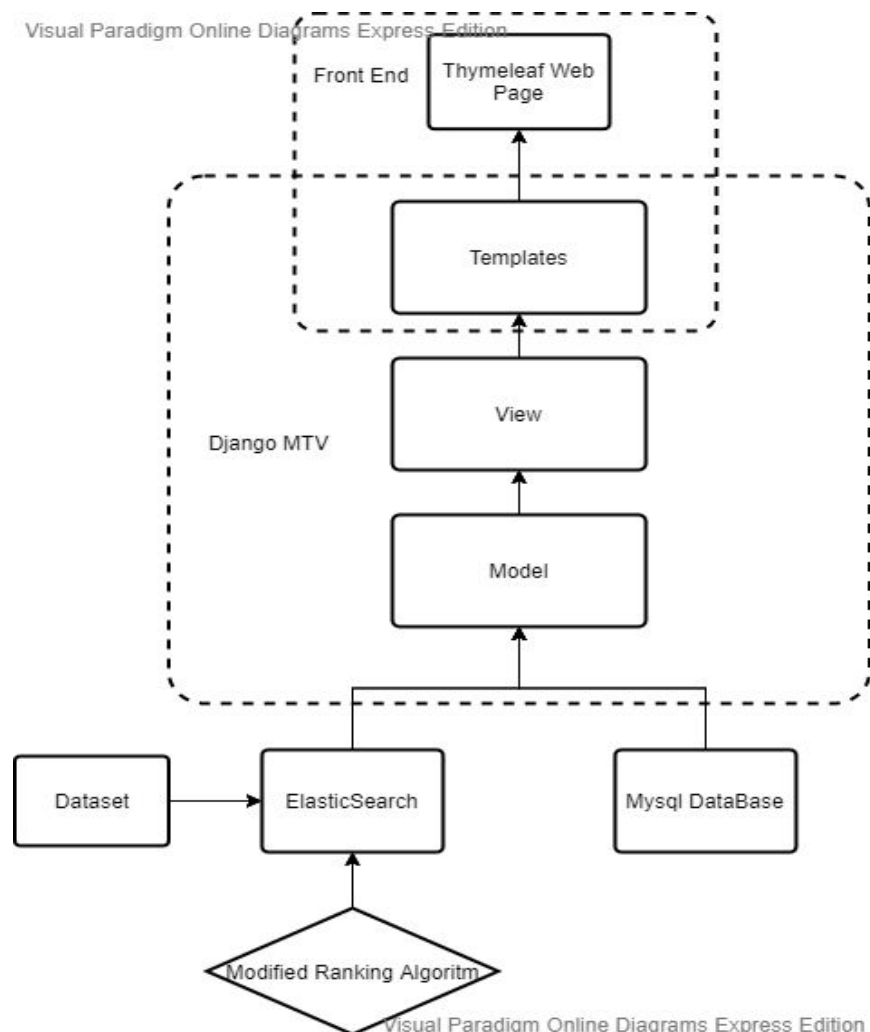 Visual Paradigm Online Diagrams Express Edition
Front End
Thymeleaf Web
Page
Templates
View
Django MTV
Model
Dataset
ElasticSearch
Mysql DataBase
Modified Ranking Algoritm
Visual Paradigm Online Diagrams Express Edition